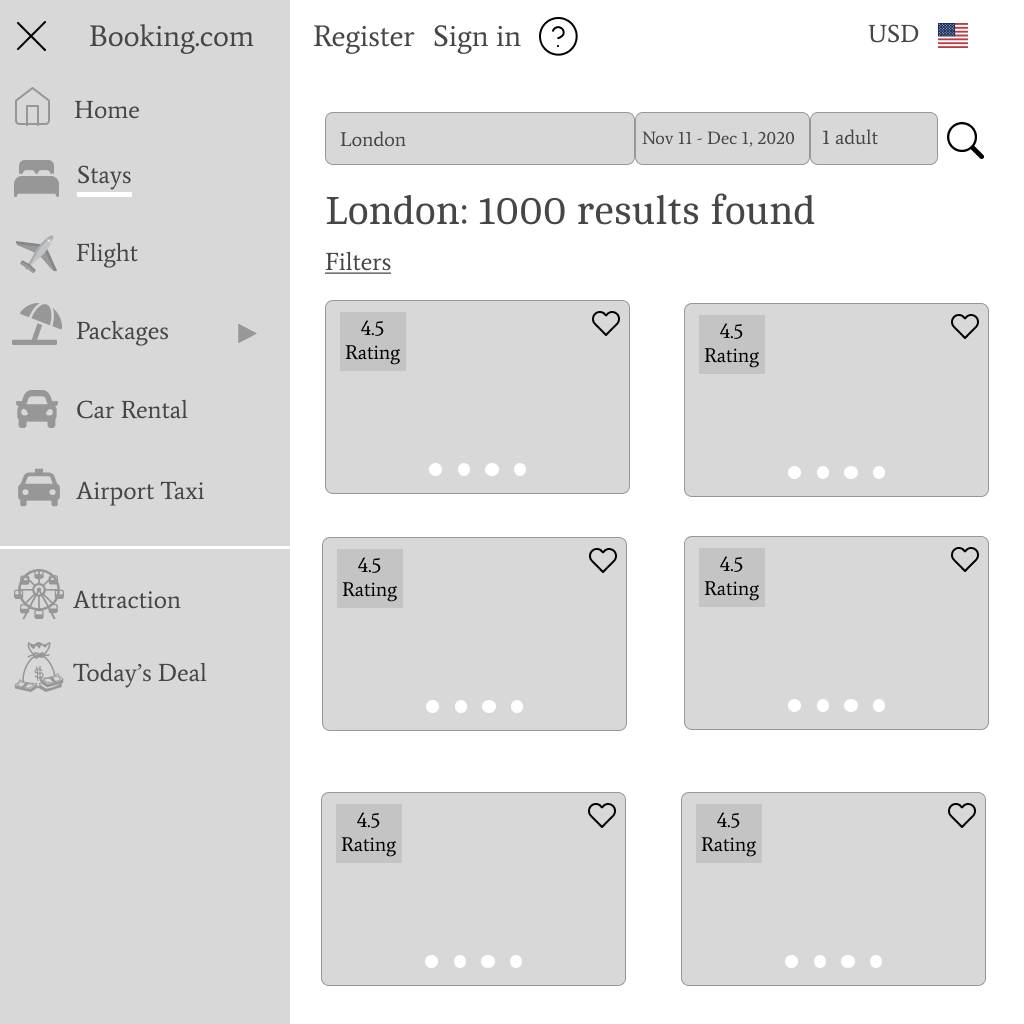 Booking.com
Register Sign in ?
USD
Home
Stays
Flight
Packages
Car Rental
Airport Taxi
Attraction
$
Today’s Deal
London
Nov 11 - Dec 1, 2020
1 adult
London: 1000 results found
Filters
4.5
Rating
4.5
Rating
4.5
Rating
4.5
Rating
4.5
Rating
4.5
Rating